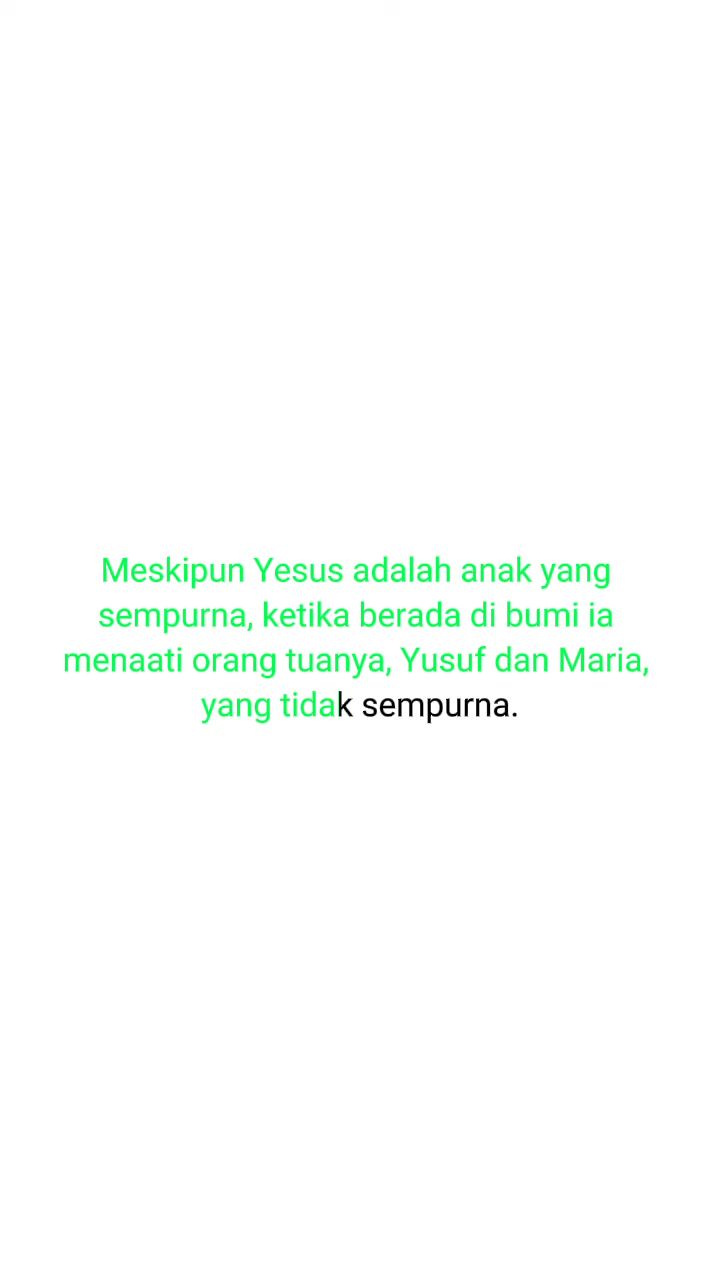 Meskipun Yesus adalah anak yang
sempurna, ketika berada di bumi ia
menaati orang tuanya, Yusuf dan Maria,
yang tidak sempurna.